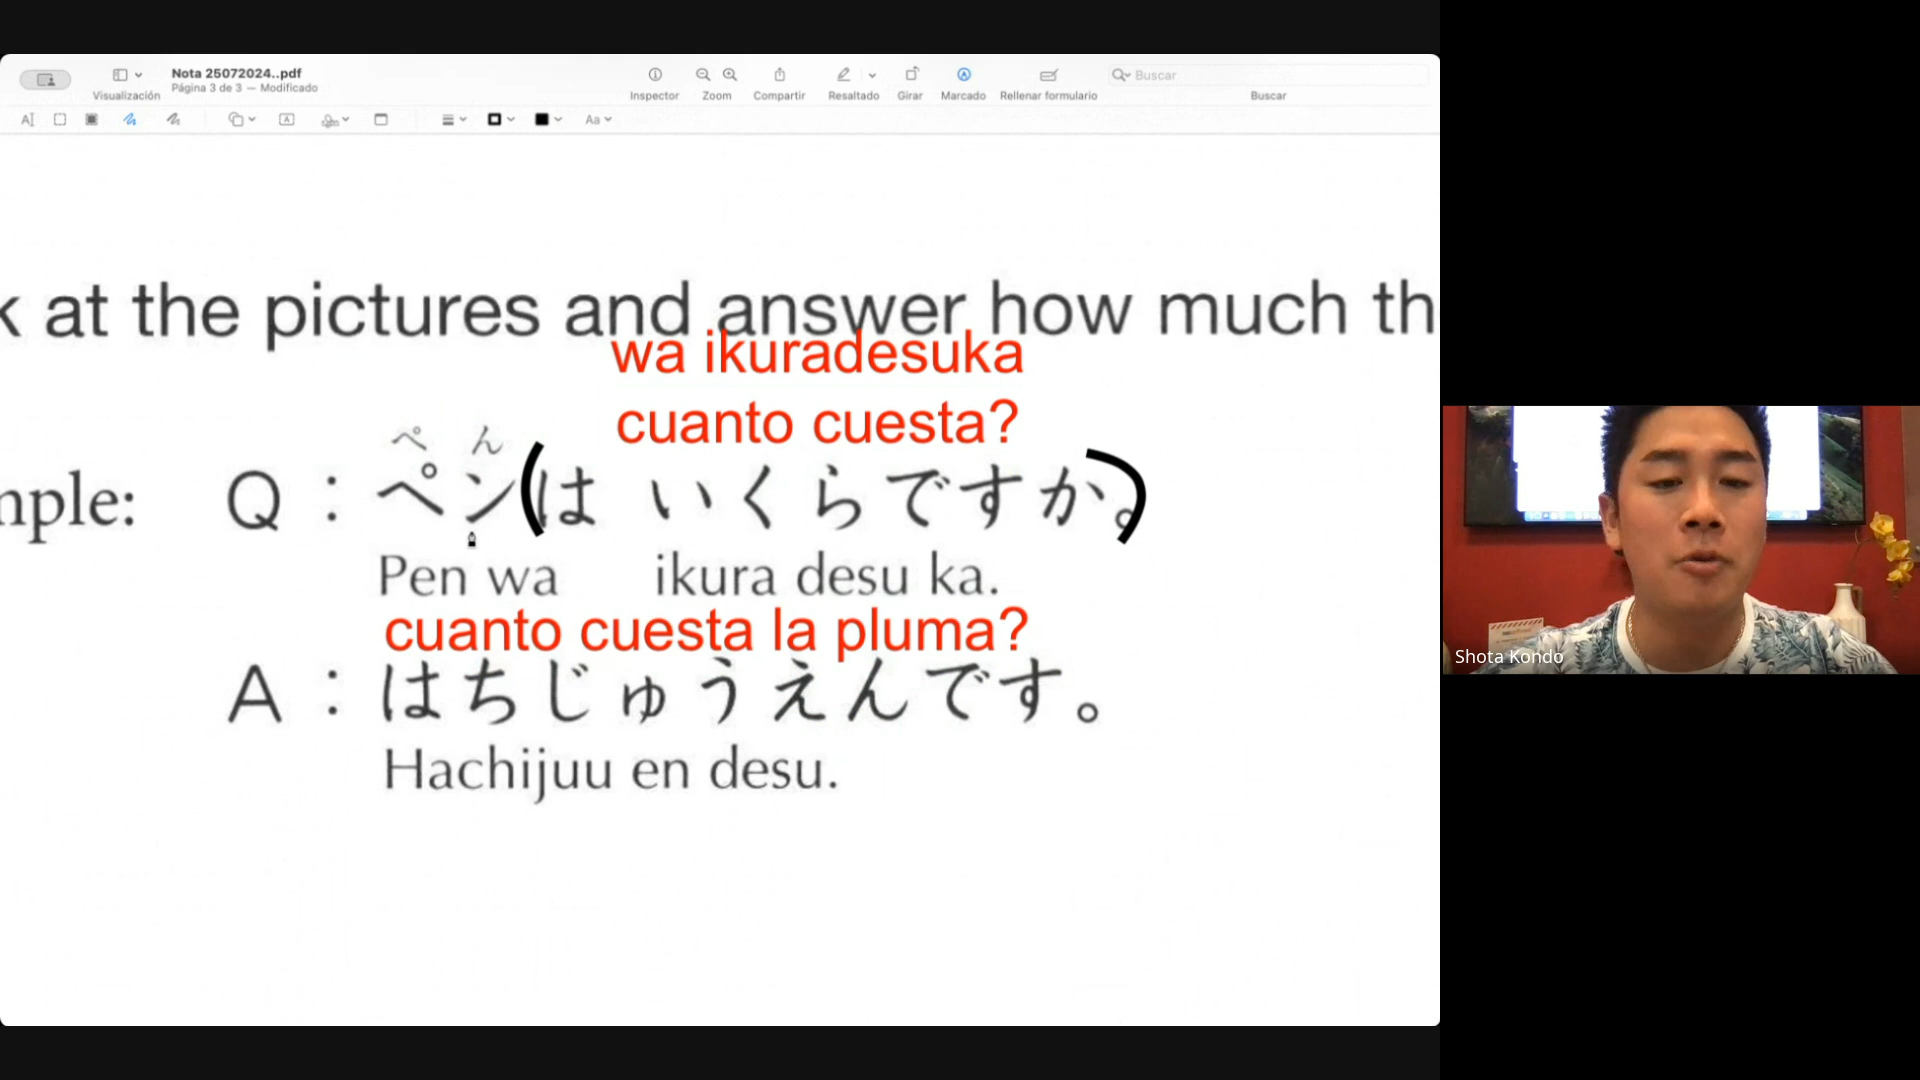 Nota 25072024..pdf
Página 3 de 3 — Modificado
Visualización
Inspector
Zoom
Compartir
Resaltado
Girar
Marcado
Rellenar formulario
Buscar
Buscar
Aa
k at the pictures and answer how much th
wa ikuradesuka
cuanto cuesta?
ぺ ん
mple: Q : ペン(は いくらですか。)
Pen wa ikura desu ka.
cuanto cuesta la pluma?
A : はちじゅうえんです。
Hachijuu en desu.
Shota Kondo